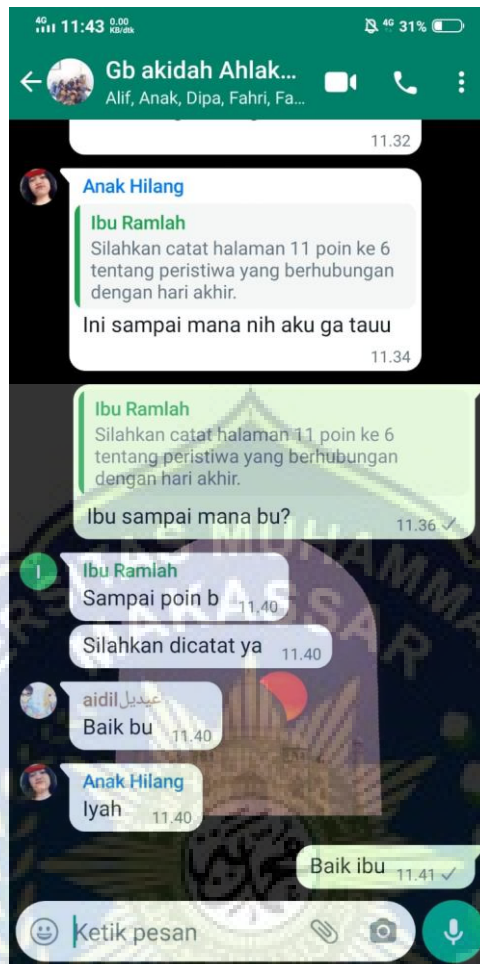 4G 11:43 0.00 KB/dtk 4G 31%
Gb akidah Ahlak...
Alif, Anak, Dipa, Fahri, Fa...
11.32
Anak Hilang
Ibu Ramlah
Silahkan catat halaman 11 poin ke 6
tentang peristiwa yang berhubungan
dengan hari akhir.
Ini sampai mana nih aku ga tauu
11.34
Ibu Ramlah
Silahkan catat halaman 11 poin ke 6
tentang peristiwa yang berhubungan
dengan hari akhir.
Ibu sampai mana bu?
11.36
I
Ibu Ramlah
Sampai poin b 11.40
Silahkan dicatat ya 11.40
aidilعيديل
Baik bu 11.40
Anak Hilang
Iyah 11.40
Baik ibu 11.41
Ketik pesan
MUHAMMA
MAKASSAR